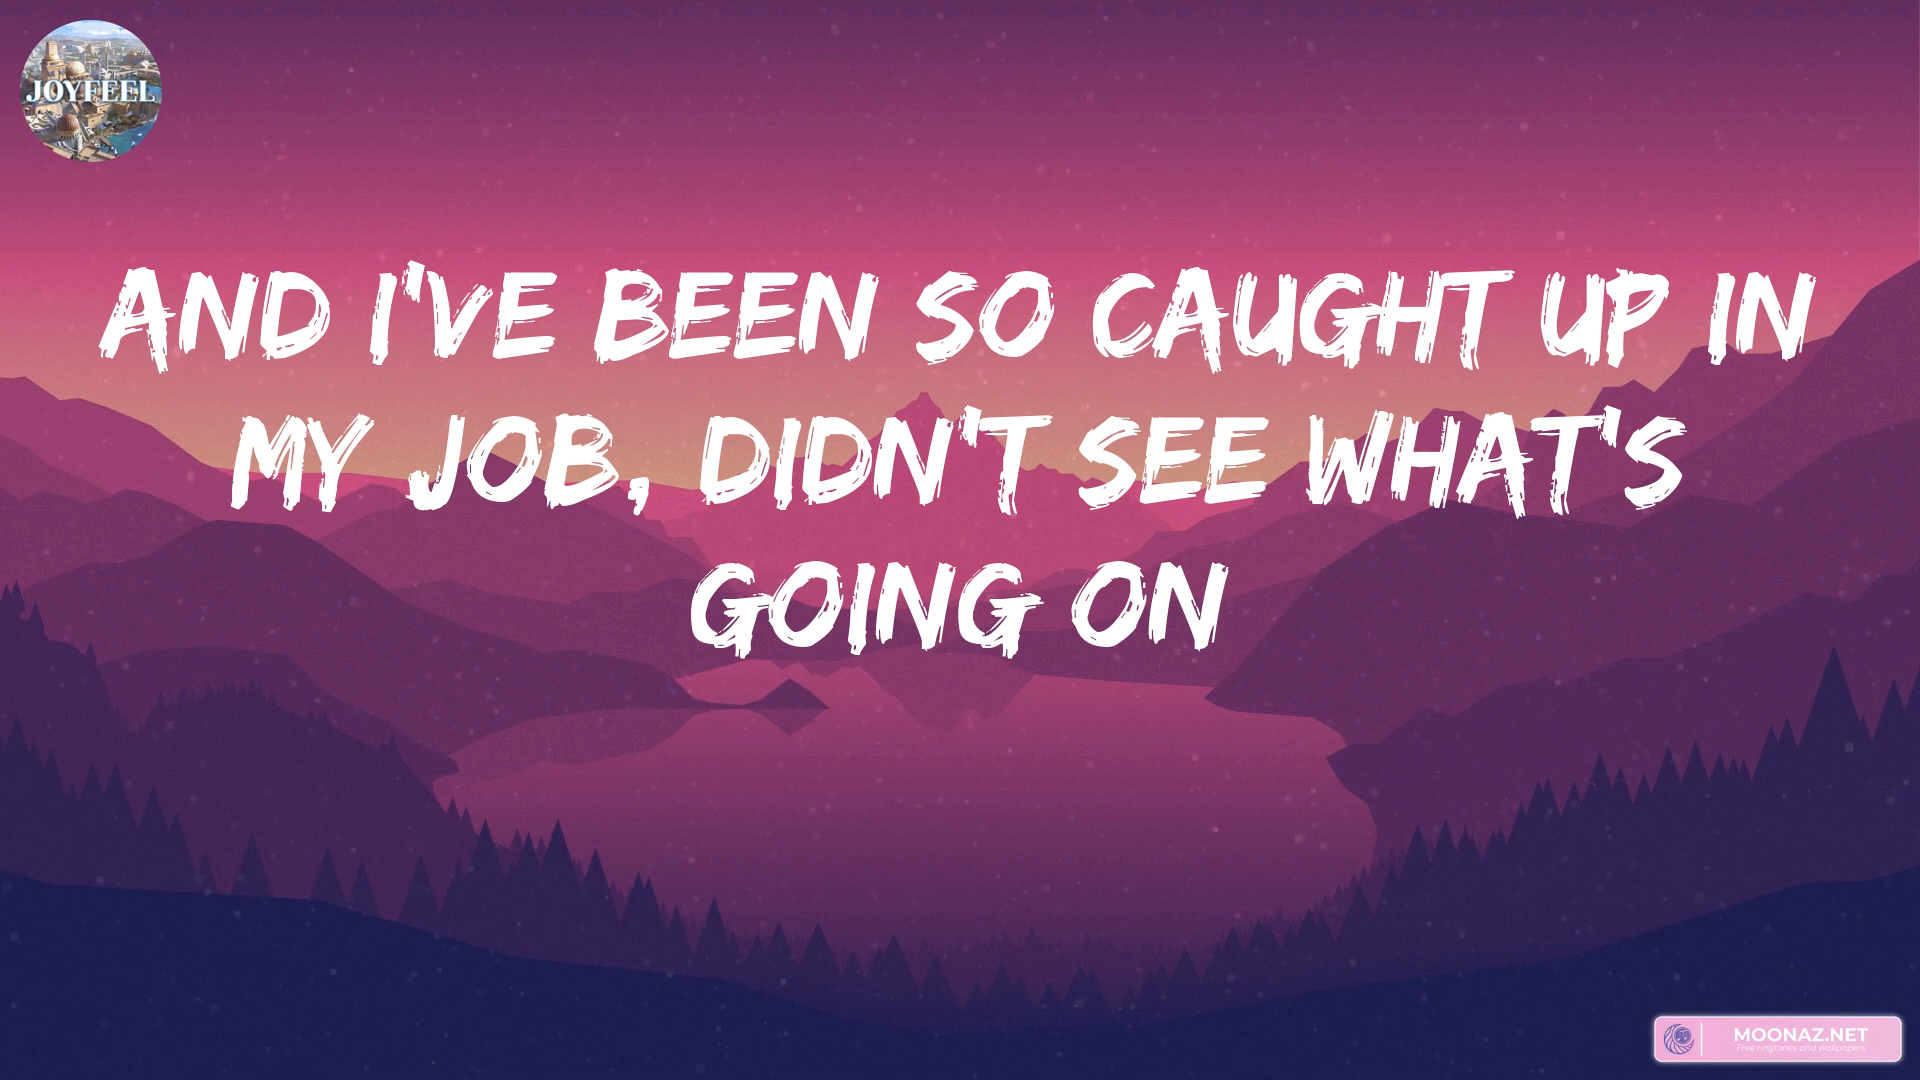 JOYFEEL
AND I'VE BEEN SO CAUGHT UP IN
MY JOB, DIDN'T SEE WHAT'S
GOING ON
MOONAZ.NET
Free ringtones and wallpapers